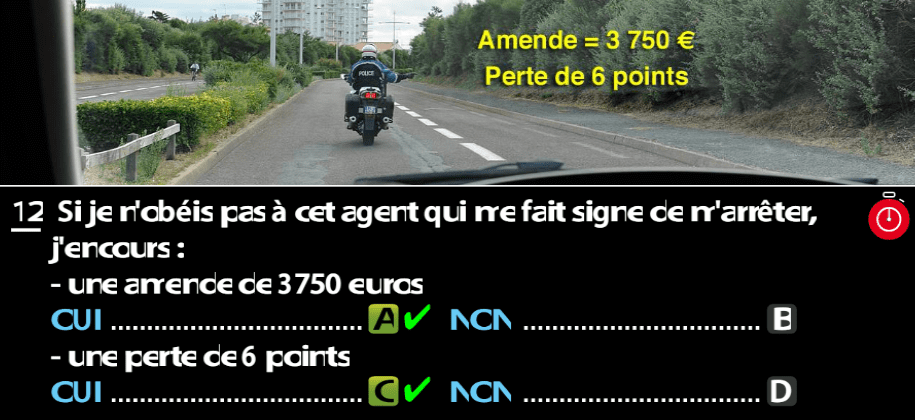 Amende = 3 750 €
Perte de 6 points
POLICE
12 Si je n'obéis pas à cet agent qui me fait signe de m'arrêter,
j'encours :
- une amende de 3750 euros
OUI .................................. A ✔ NON ................................ B
- une perte de 6 points
OUI .................................. C ✔ NON ................................ D